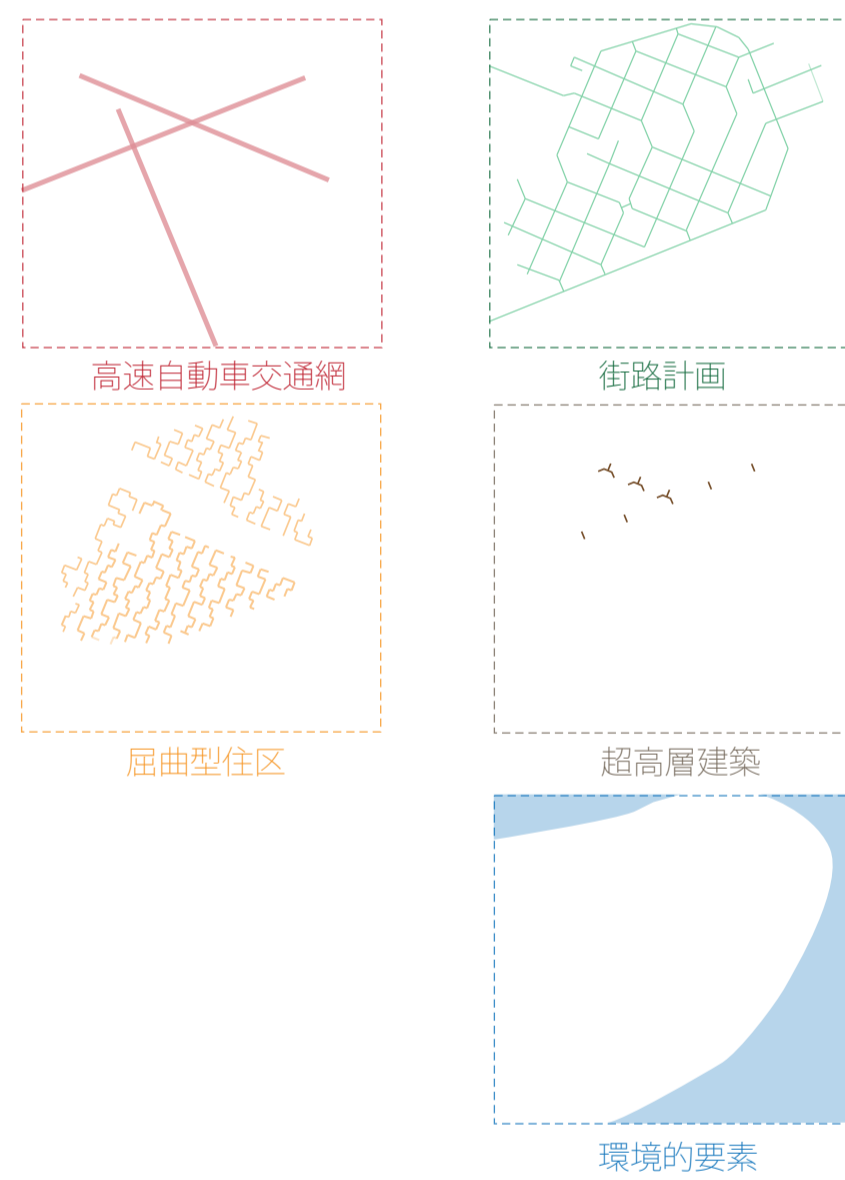 高速自動車交通網
街路計画
屈曲型住区
超高層建築
環境的要素